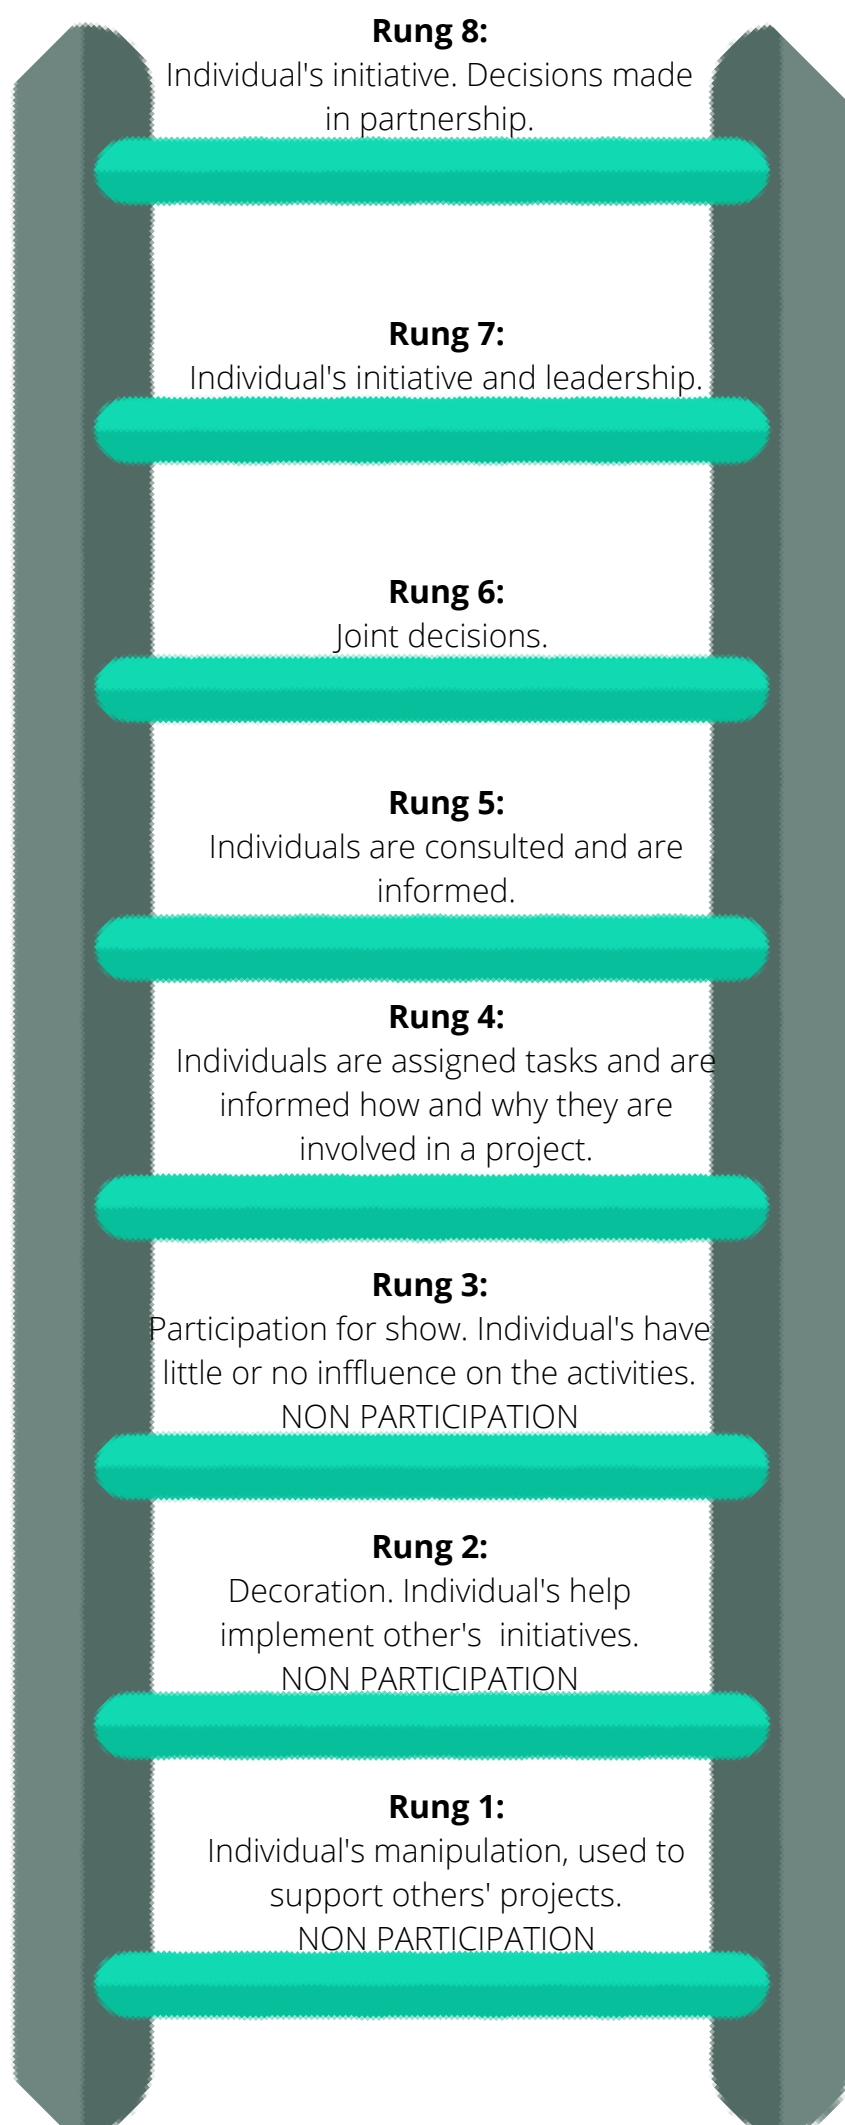 Rung 8:
Individual's initiative. Decisions made
in partnership.
Rung 7:
Individual's initiative and leadership.
Rung 6:
Joint decisions.
Rung 5:
Individuals are consulted and are
informed.
Rung 4:
Individuals are assigned tasks and are
informed how and why they are
involved in a project.
Rung 3:
Participation for show. Individual's have
little or no inffluence on the activities.
NON PARTICIPATION
Rung 2:
Decoration. Individual's help
implement other's  initiatives.
NON PARTICIPATION
Rung 1:
Individual's manipulation, used to
support others' projects.
NON PARTICIPATION